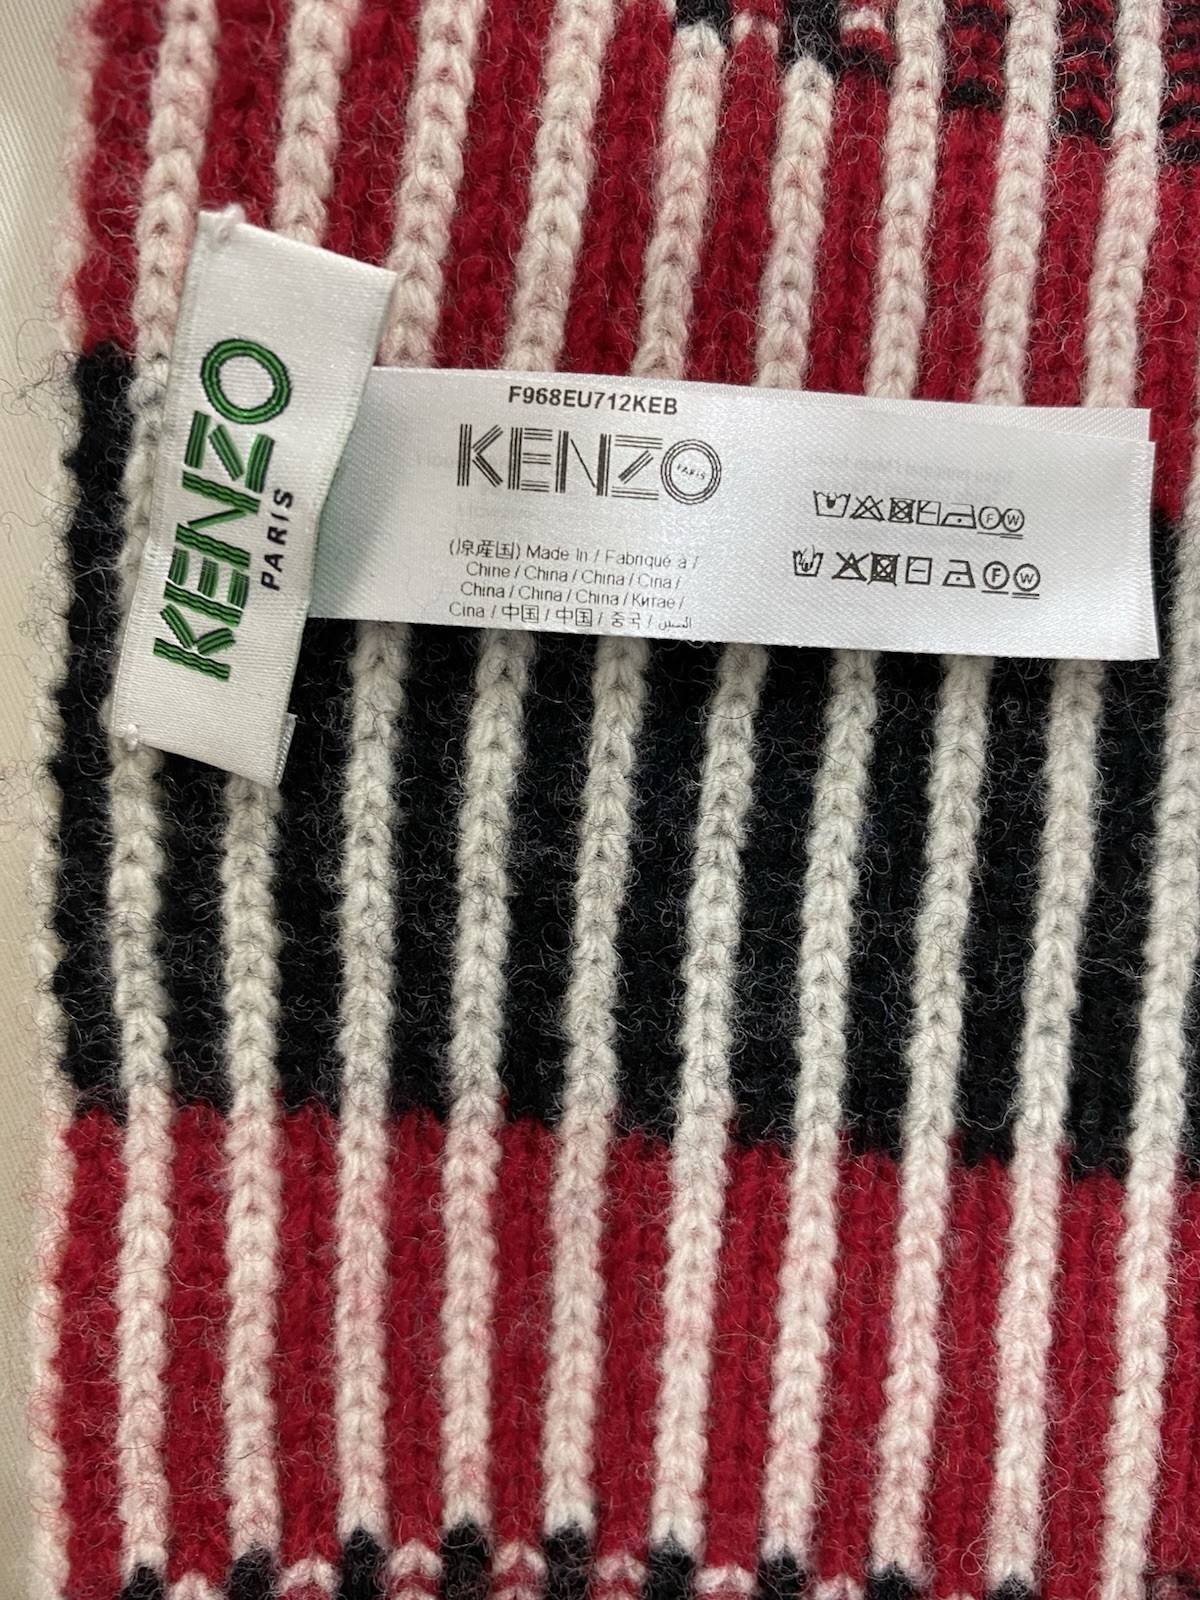 KENZO
PARIS
F968EU712KEB
KENZO
PARIS
(原産国) Made In / Fabriqué à /
Chine / China / China / Cina /
China / China / China / Китае /
Cina / 中国 / 中国 / 중국 / الصين
F W
F W